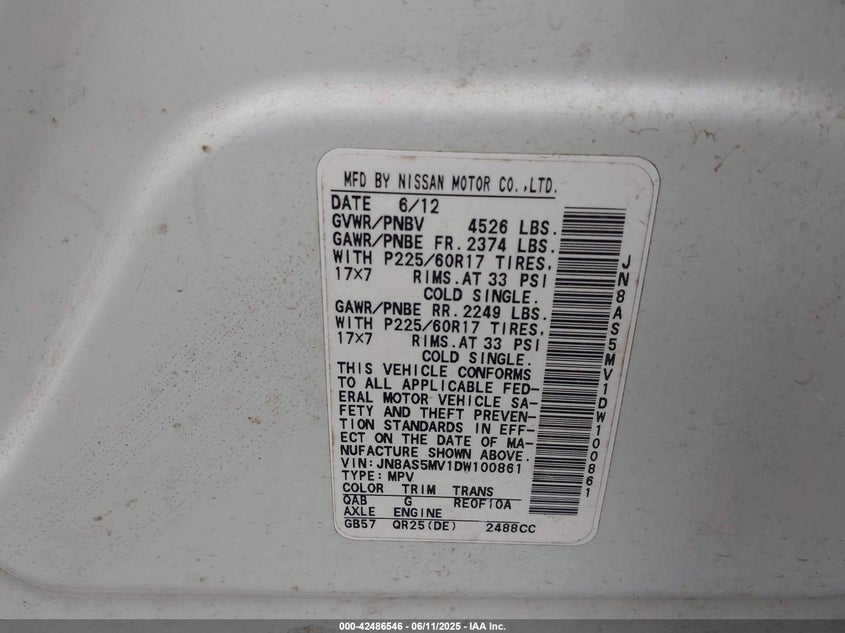 MFD BY NISSAN MOTOR CO.,LTD.
DATE 6/12
GVWR/PNBV 4526 LBS.
GAWR/PNBE FR. 2374 LBS.
WITH P225/60R17 TIRES,
17X7 RIMS.AT 33 PSI
COLD SINGLE.
GAWR/PNBE RR. 2249 LBS.
WITH P225/60R17 TIRES,
17X7 RIMS.AT 33 PSI
COLD SINGLE.
THIS VEHICLE CONFORMS
TO ALL APPLICABLE FED-
ERAL MOTOR VEHICLE SA-
FETY AND THEFT PREVEN-
TION STANDARDS IN EFF-
ECT ON THE DATE OF MA-
NUFACTURE SHOWN ABOVE.
VIN:JN8AS5MV1DW100861
TYPE: MPV
COLOR TRIM TRANS
QAB G RE0F10A
AXLE ENGINE
GB57 QR25(DE) 2488CC
JN8AS5MV1DW100861
000-42486546 - 06/11/2025 - IAA Inc.